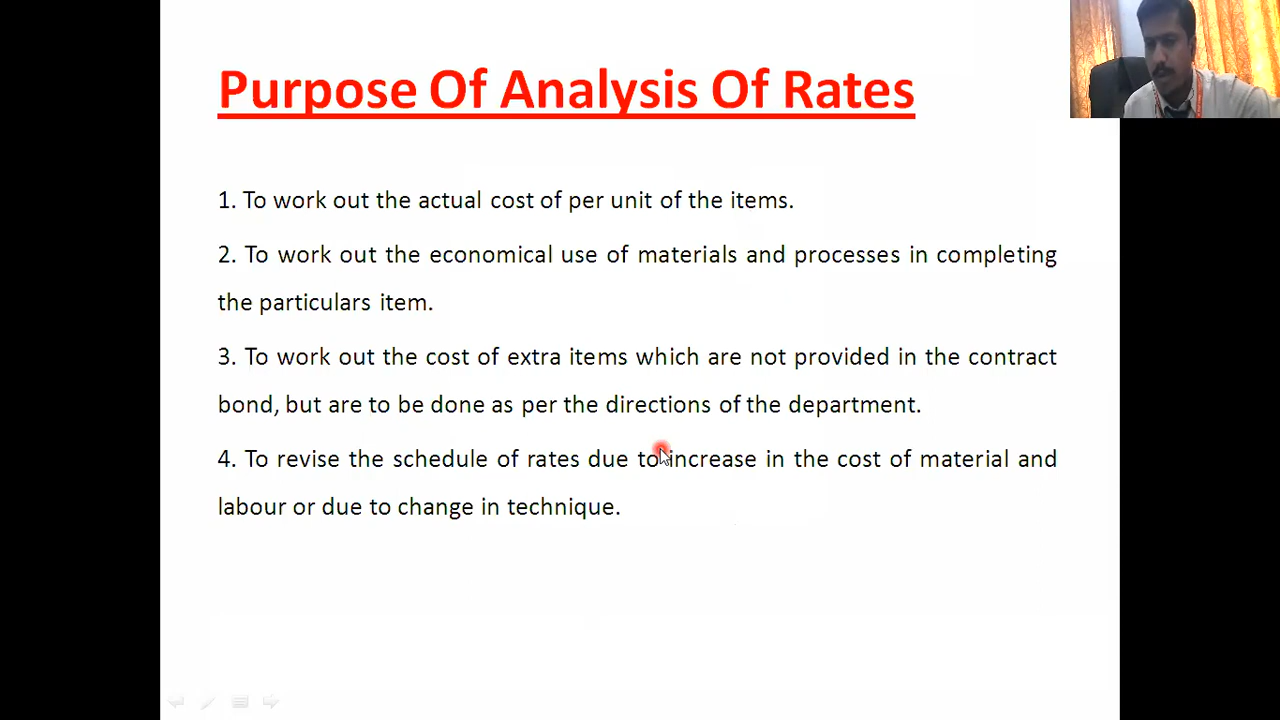 Purpose Of Analysis Of Rates
1. To work out the actual cost of per unit of the items.
2. To work out the economical use of materials and processes in completing
the particulars item.
3. To work out the cost of extra items which are not provided in the contract
bond, but are to be done as per the directions of the department.
4. To revise the schedule of rates due to increase in the cost of material and
labour or due to change in technique.